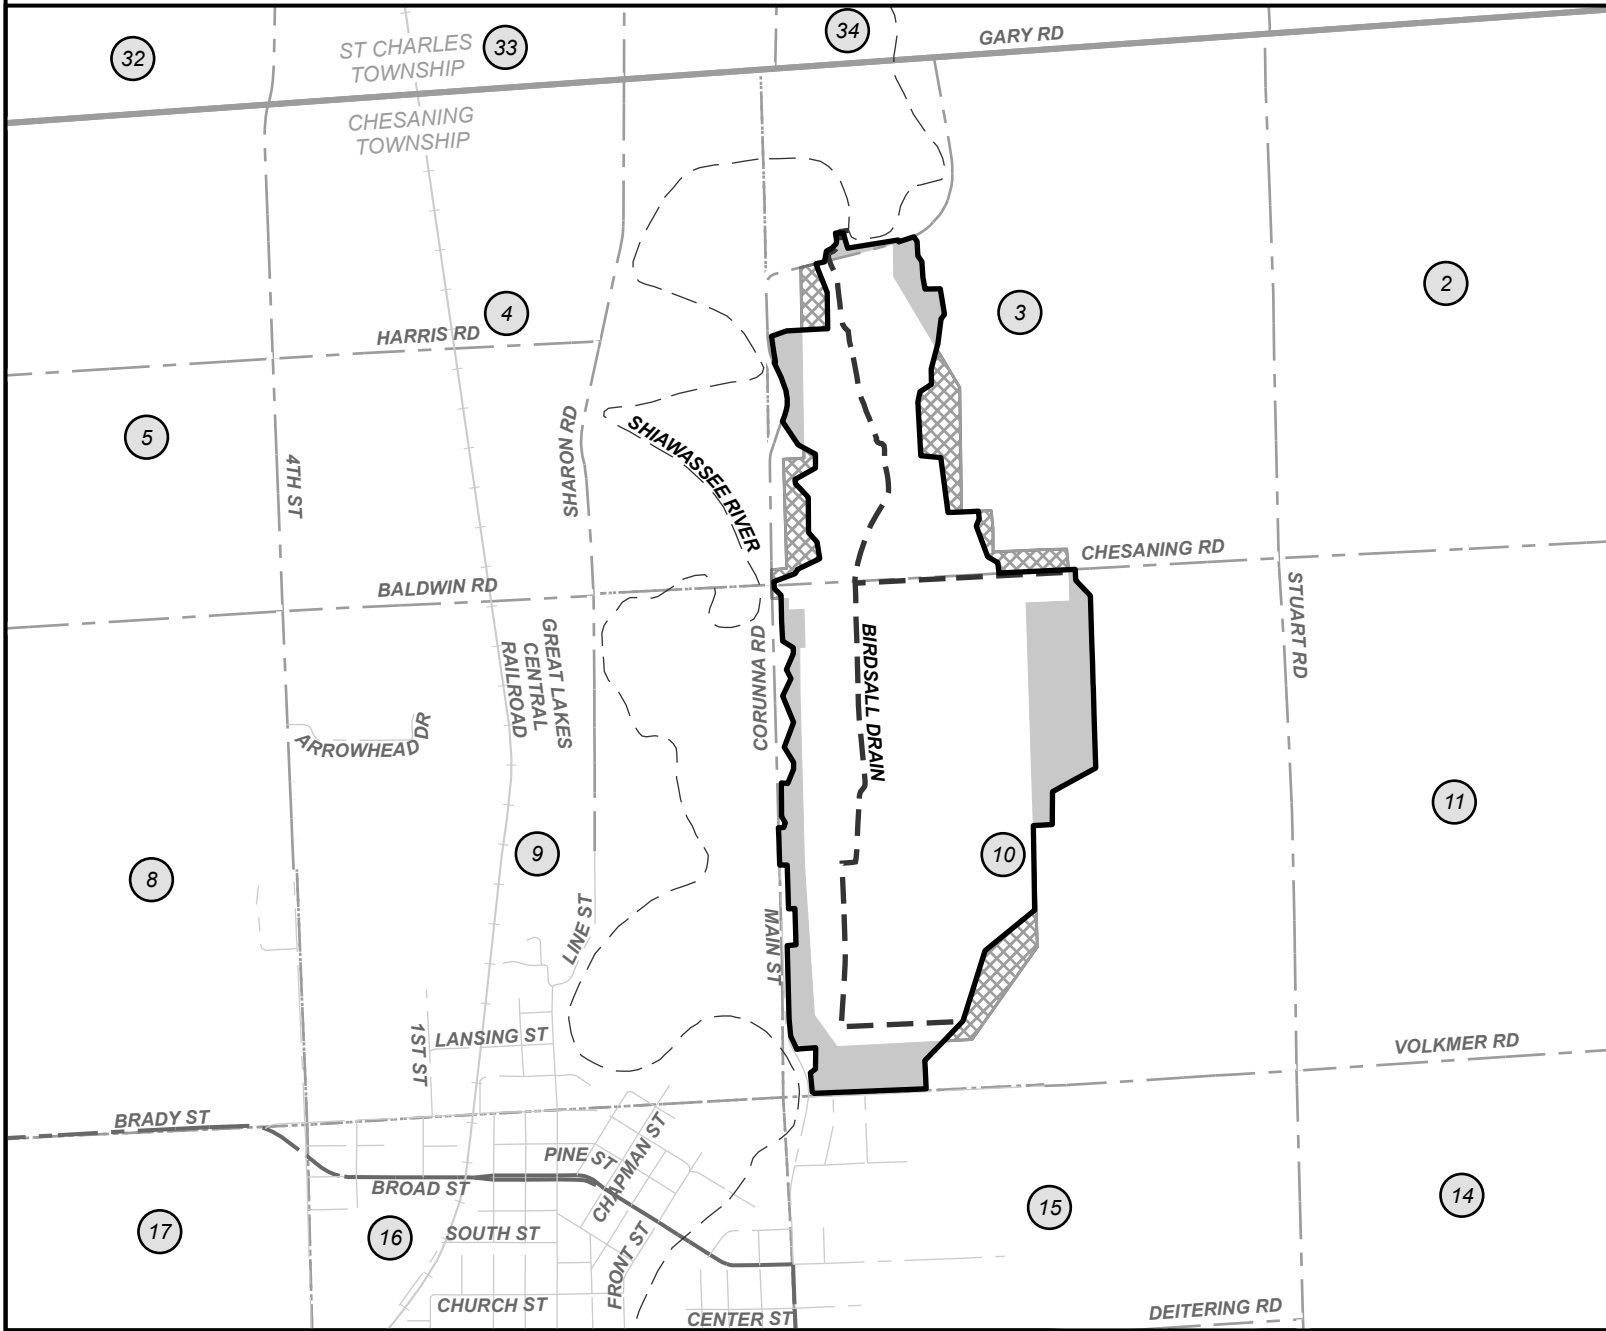 32
ST CHARLES
TOWNSHIP
33
34
GARY RD
CHESANING
TOWNSHIP
4
HARRIS RD
3
2
5
4TH ST
SHARON RD
SHIAWASSEE RIVER
BALDWIN RD
CHESANING RD
STUART RD
GREAT LAKES
CENTRAL
RAILROAD
CORUNNA RD
BIRDSALL DRAIN
ARROWHEAD DR
8
9
10
11
LINE ST
MAIN ST
1ST ST
LANSING ST
VOLKMER RD
BRADY ST
PINE ST
CHAPMAN ST
BROAD ST
17
16
SOUTH ST
FRONT ST
15
14
CHURCH ST
CENTER ST
DEITERING RD